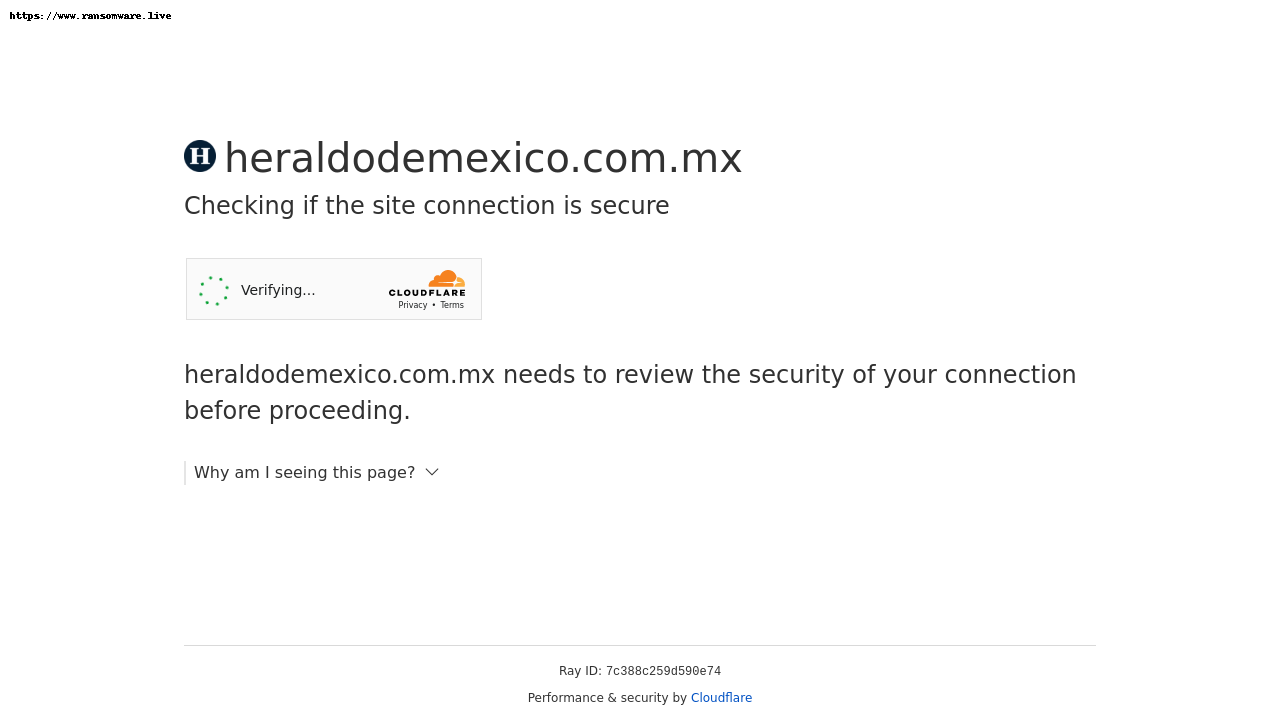 https://www.ransomware.live
H heraldodemexico.com.mx
Checking if the site connection is secure
Verifying...
CLOUDFLARE
Privacy • Terms
heraldodemexico.com.mx needs to review the security of your connection
before proceeding.
Why am I seeing this page?
Ray ID: 7c388c259d590e74
Performance & security by Cloudflare